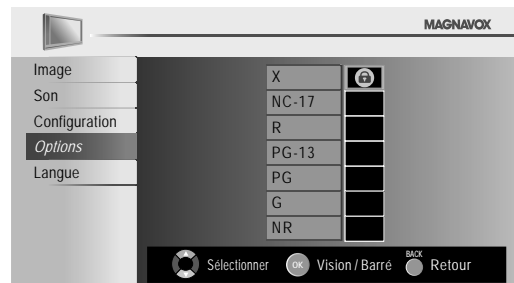 MAGNAVOX
Image
Son
Configuration
Options
Langue
X
NC-17
R
PG-13
PG
G
NR
Sélectionner OK Vision / Barré BACK Retour